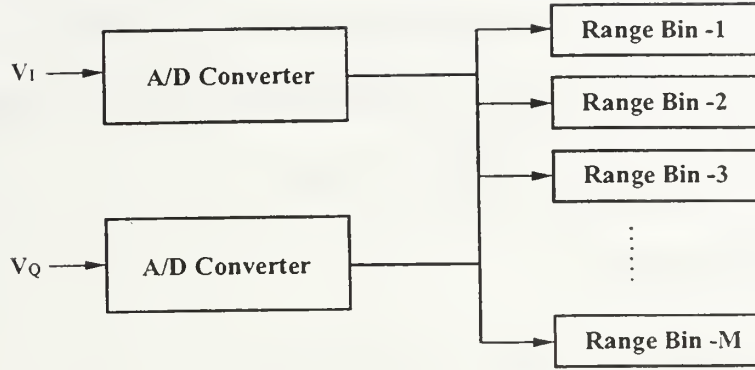 V_I
A/D Converter
Range Bin -1
Range Bin -2
Range Bin -3
V_Q
A/D Converter
Range Bin -M